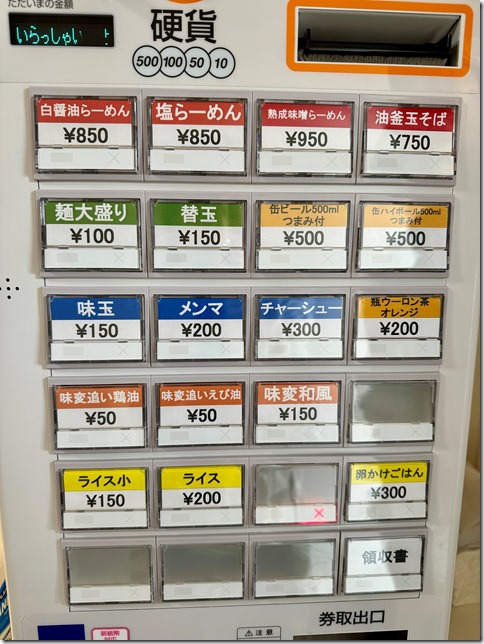 ただいまの金額
いらっしゃい
硬貨
500 100 50 10
白醤油らーめん
¥850
塩らーめん
¥850
熟成味噌らーめん
¥950
油釜玉そば
¥750
麺大盛り
¥100
替玉
¥150
缶ビール500ml
つまみ付
¥500
缶ハイボール500ml
つまみ付
¥500
味玉
¥150
メンマ
¥200
チャーシュー
¥300
瓶ウーロン茶
オレンジ
¥200
味変追い鶏油
¥50
味変追いえび油
¥50
味変和風
¥150
ライス小
¥150
ライス
¥200
卵かけごはん
¥300
領収書
新紙幣
対応
注意
券取出口